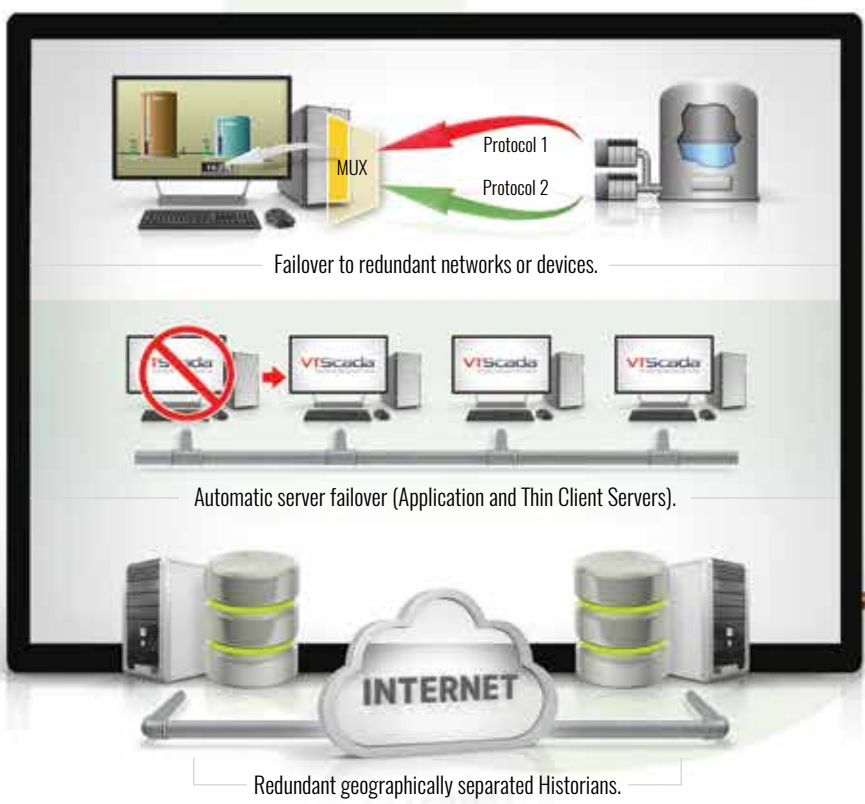 MUX
Protocol 1
Protocol 2
Failover to redundant networks or devices.
VTScada
VTScada
VTScada
Automatic server failover (Application and Thin Client Servers).
INTERNET
Redundant geographically separated Historians.